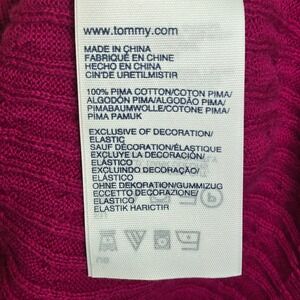 www.tommy.com
MADE IN CHINA
FABRIQUÉ EN CHINE
HECHO EN CHINA
CIN'DE URETILMISTIR
100% PIMA COTTON/COTON PIMA/
ALGODÓN PIMA/ALGODÃO PIMA/
PIMABAUMWOLLE/COTONE PIMA/
PİMA PAMUK
EXCLUSIVE OF DECORATION/
ELASTIC
SAUF DÉCORATION/ÉLASTIQUE
EXCLUYE LA DECORACIÓN/
ELÁSTICO
EXCLUINDO DECORAÇÃO/
ELÁSTICO
OHNE DEKORATION/GUMMIZUG
ECCETTO DECORAZIONE/
ELASTICO
ELASTIK HARICTIR